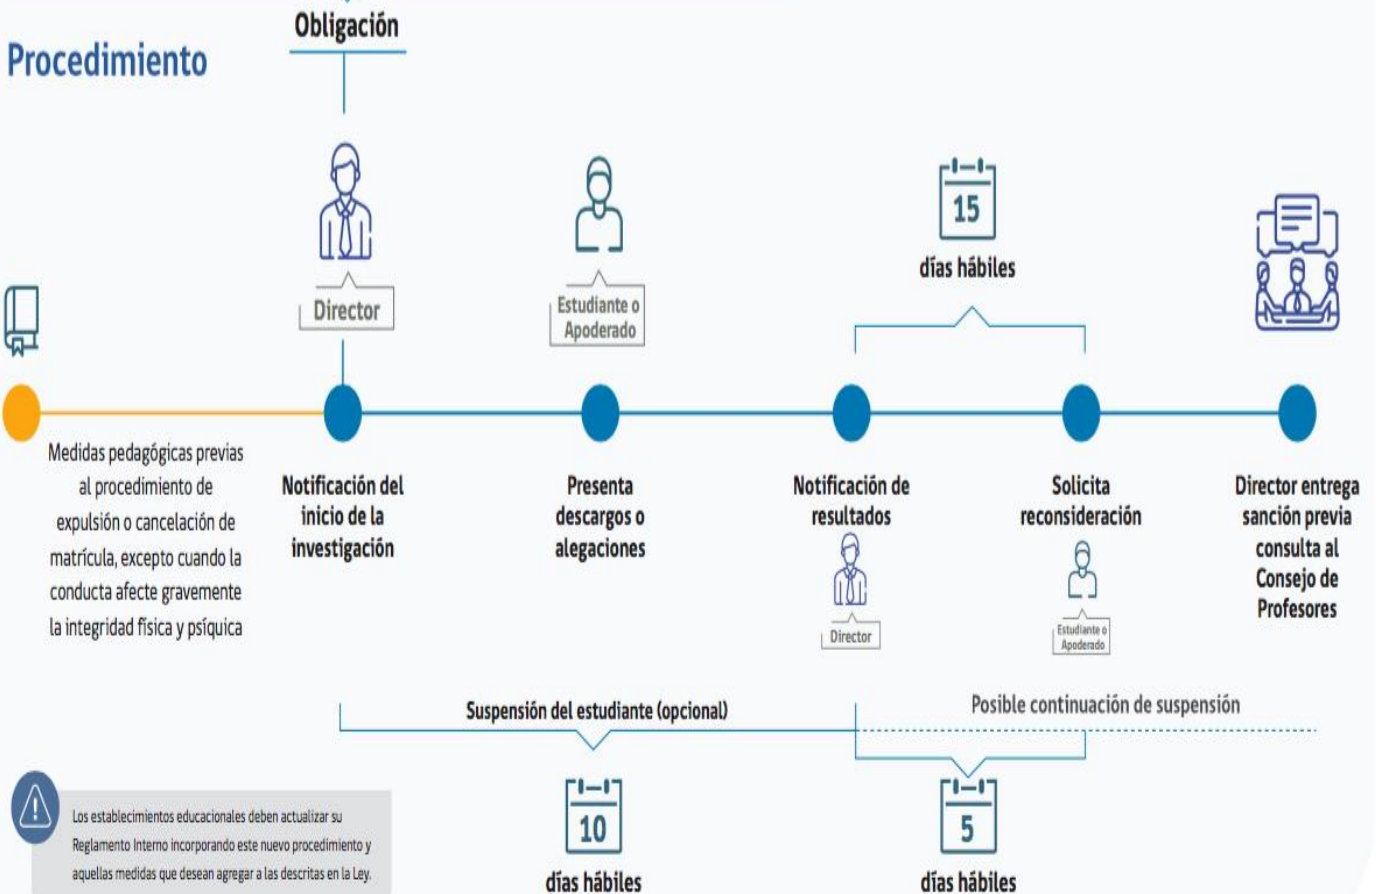 Obligación
Procedimiento
Director
Estudiante o
Apoderado
15
días hábiles
Medidas pedagógicas previas
al procedimiento de
expulsión o cancelación de
matrícula, excepto cuando la
conducta afecte gravemente
la integridad física y psíquica
Notificación del
inicio de la
investigación
Presenta
descargos o
alegaciones
Notificación de
resultados
Director
Solicita
reconsideración
Estudiante o
Apoderado
Director entrega
sanción previa
consulta al
Consejo de
Profesores
Suspensión del estudiante (opcional)
Posible continuación de suspensión
10
días hábiles
5
días hábiles
Los establecimientos educacionales deben actualizar su
Reglamento Interno incorporando este nuevo procedimiento y
aquellas medidas que desean agregar a las descritas en la Ley.